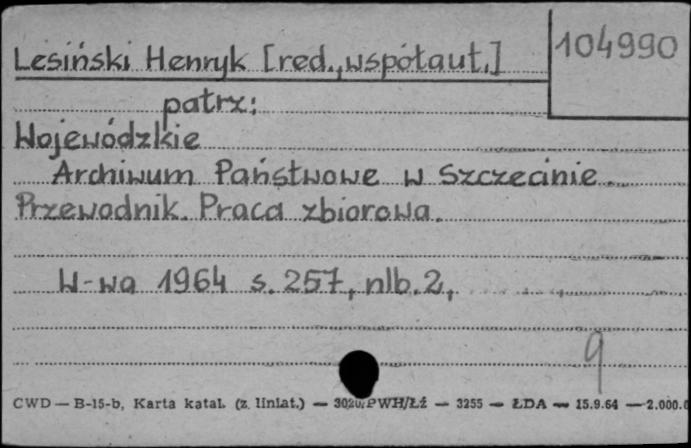 Lesiński Henryk [red., współaut.] 104990
patrz:
Wojewódzkie
Archiwum Państwowe w Szczecinie.
Przewodnik. Praca zbiorowa.
W-wa 1964 s. 257, nlb. 2,
9
CWD — B-15-b, Karta katal. (z. liniat.) — 3020/PWH/Łź — 3255 — ŁDA — 15.9.64 — 2.000.0